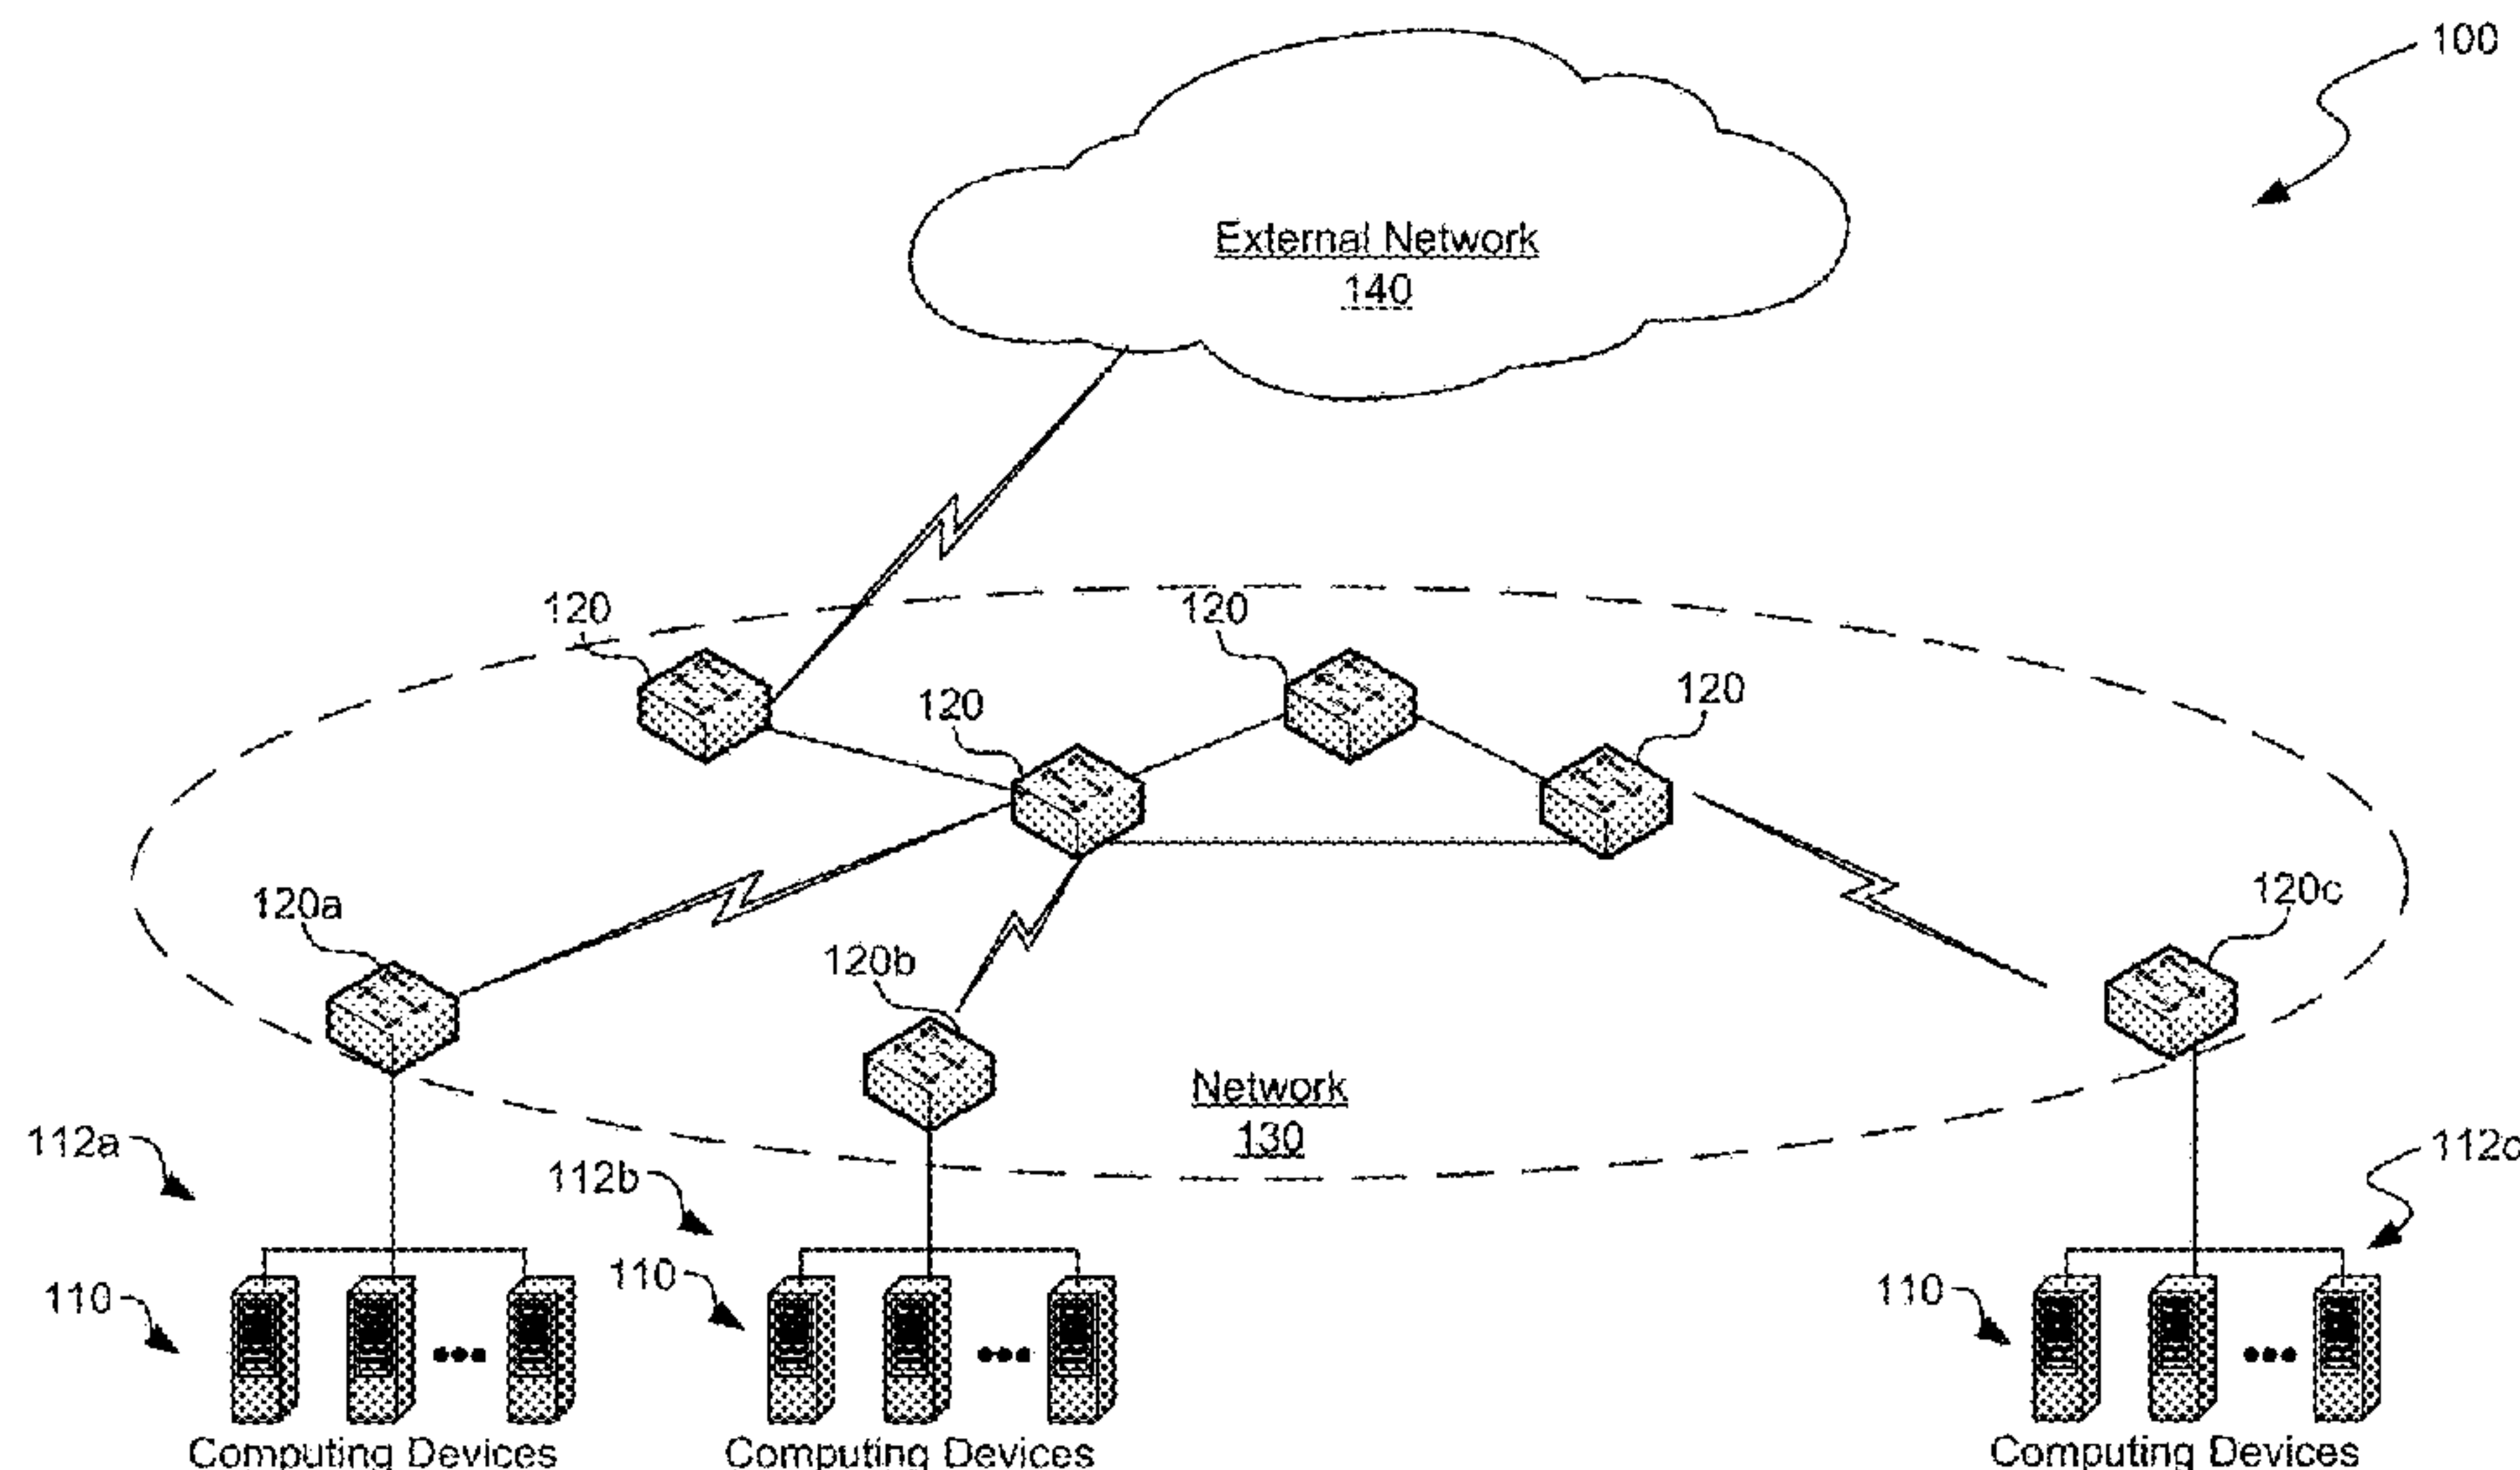 100
External Network
140
120
120
120
120
120a
120c
120b
Network
130
112a
112b
112c
110
110
110
Computing Devices
Computing Devices
Computing Devices